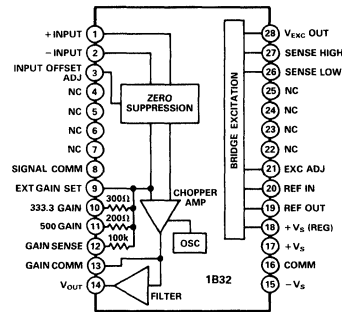 + INPUT 1
- INPUT 2
INPUT OFFSET ADJ 3
NC 4
NC 5
NC 6
NC 7
SIGNAL COMM 8
EXT GAIN SET 9
333.3 GAIN 10
500 GAIN 11
GAIN SENSE 12
GAIN COMM 13
VOUT 14
300Ω
200Ω
100k
ZERO
SUPPRESSION
CHOPPER
AMP
OSC
FILTER
1B32
BRIDGE EXCITATION
28 VEXC OUT
27 SENSE HIGH
26 SENSE LOW
25 NC
24 NC
23 NC
22 NC
21 EXC ADJ
20 REF IN
19 REF OUT
18 + VS (REG)
17 + VS
16 COMM
15 - VS